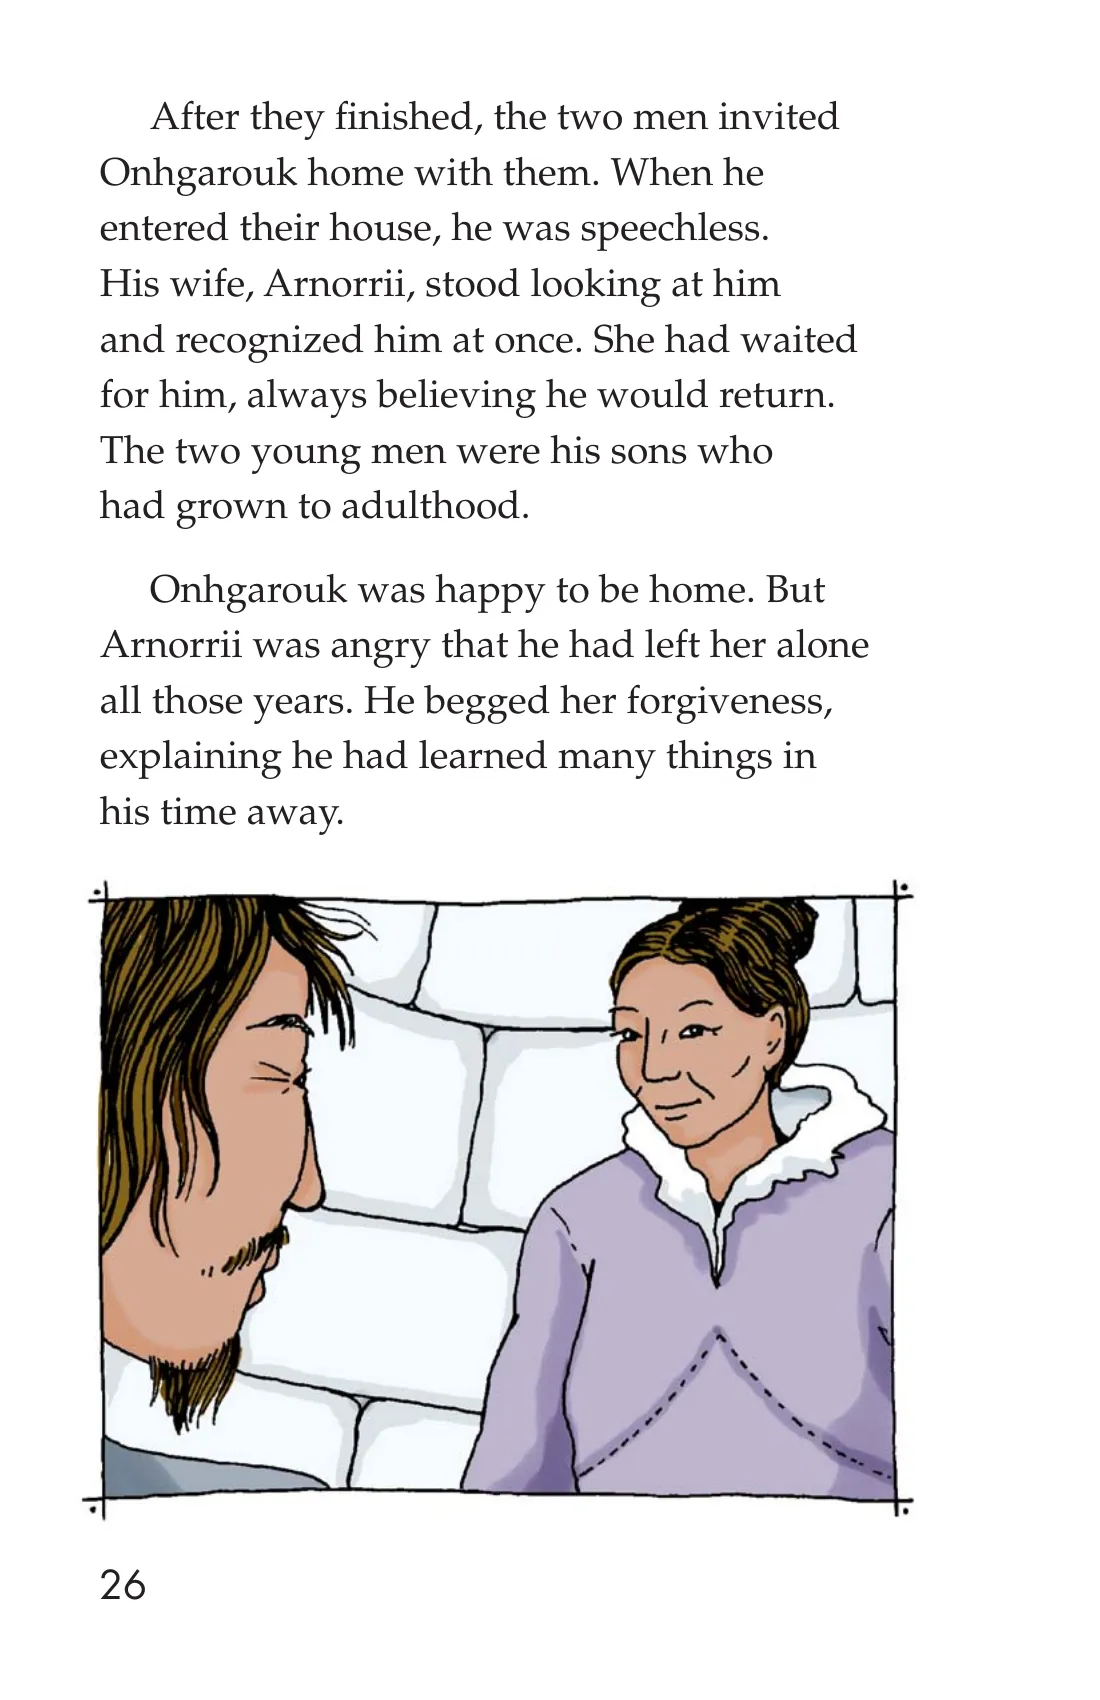 After they finished, the two men invited
Onhgarouk home with them. When he
entered their house, he was speechless.
His wife, Arnorrii, stood looking at him
and recognized him at once. She had waited
for him, always believing he would return.
The two young men were his sons who
had grown to adulthood.
Onhgarouk was happy to be home. But
Arnorrii was angry that he had left her alone
all those years. He begged her forgiveness,
explaining he had learned many things in
his time away.
26